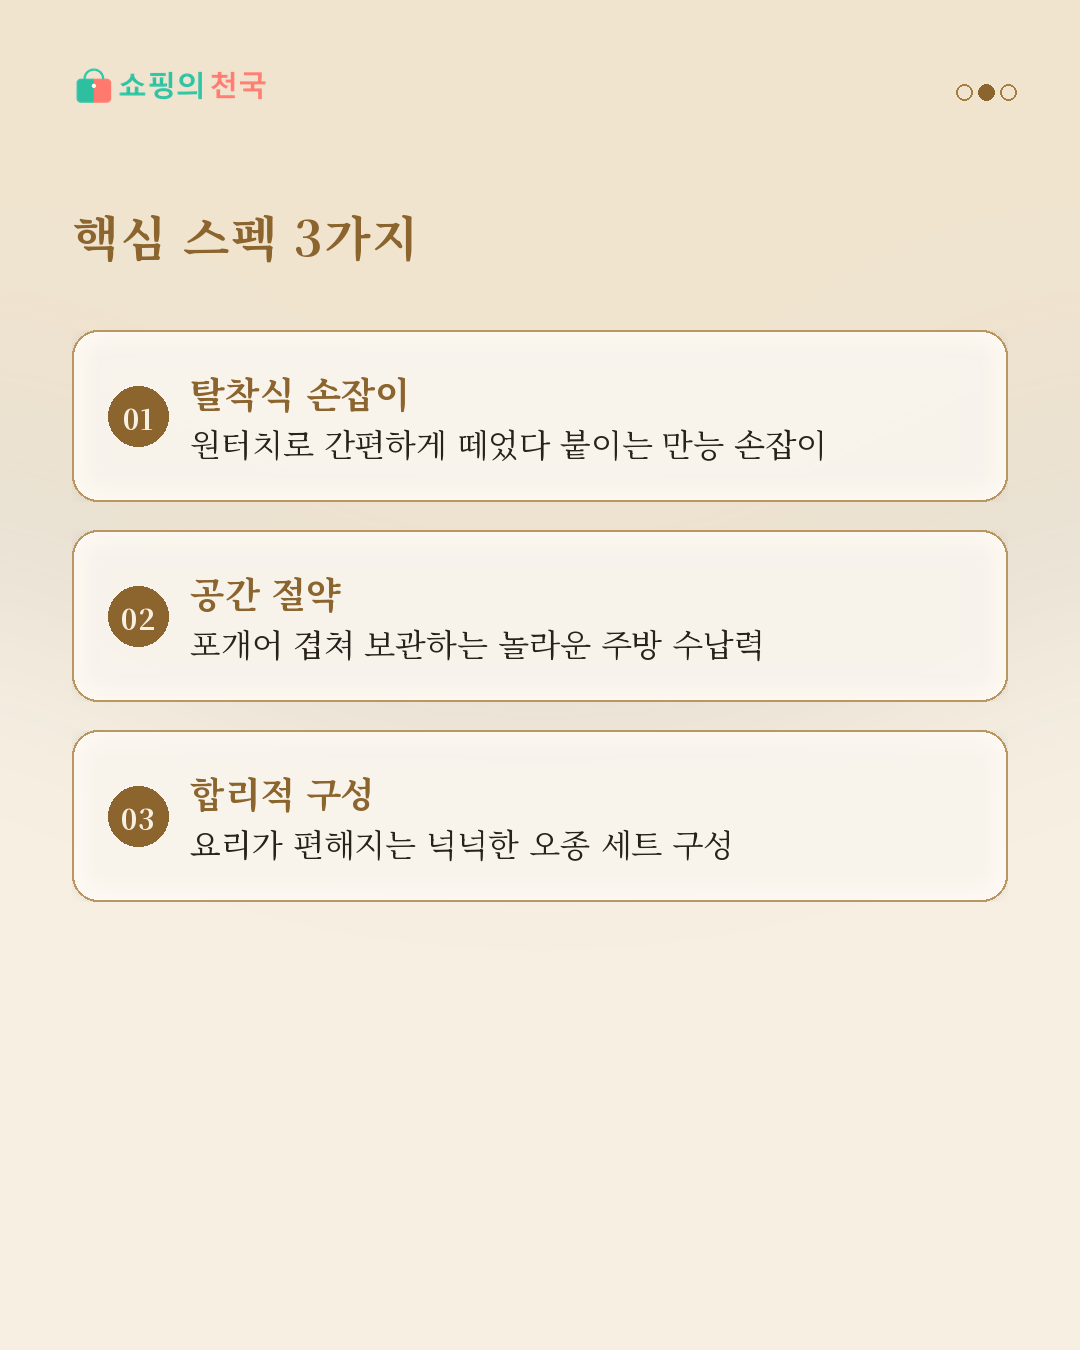 쇼핑의 천국
핵심 스펙 3가지
01
탈착식 손잡이
원터치로 간편하게 떼었다 붙이는 만능 손잡이
02
공간 절약
포개어 겹쳐 보관하는 놀라운 주방 수납력
03
합리적 구성
요리가 편해지는 넉넉한 오종 세트 구성